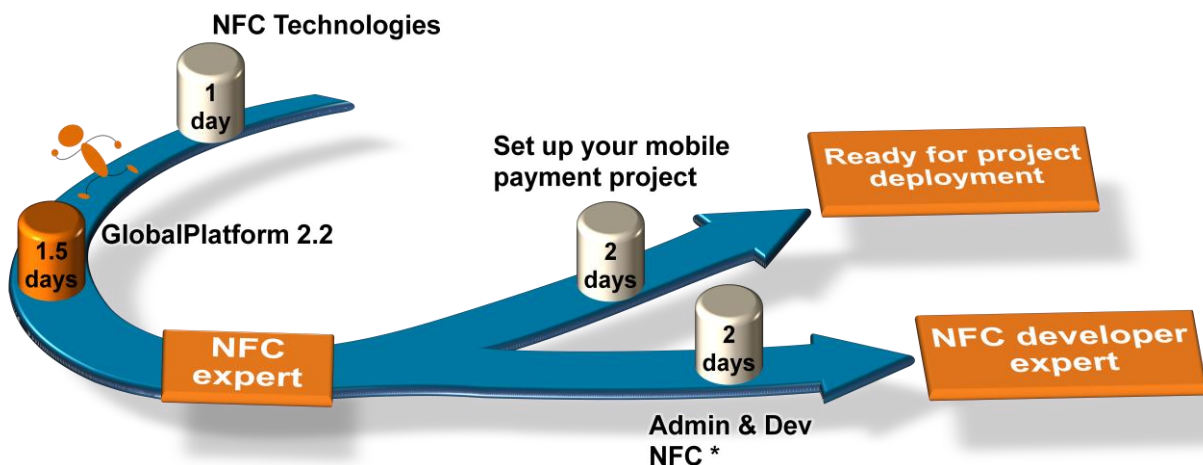 NFC Technologies
1
day
GlobalPlatform 2.2
1.5
days
NFC
expert
Set up your mobile
payment project
2
days
Ready for project
deployment
2
days
Admin & Dev
NFC *
NFC developer
expert